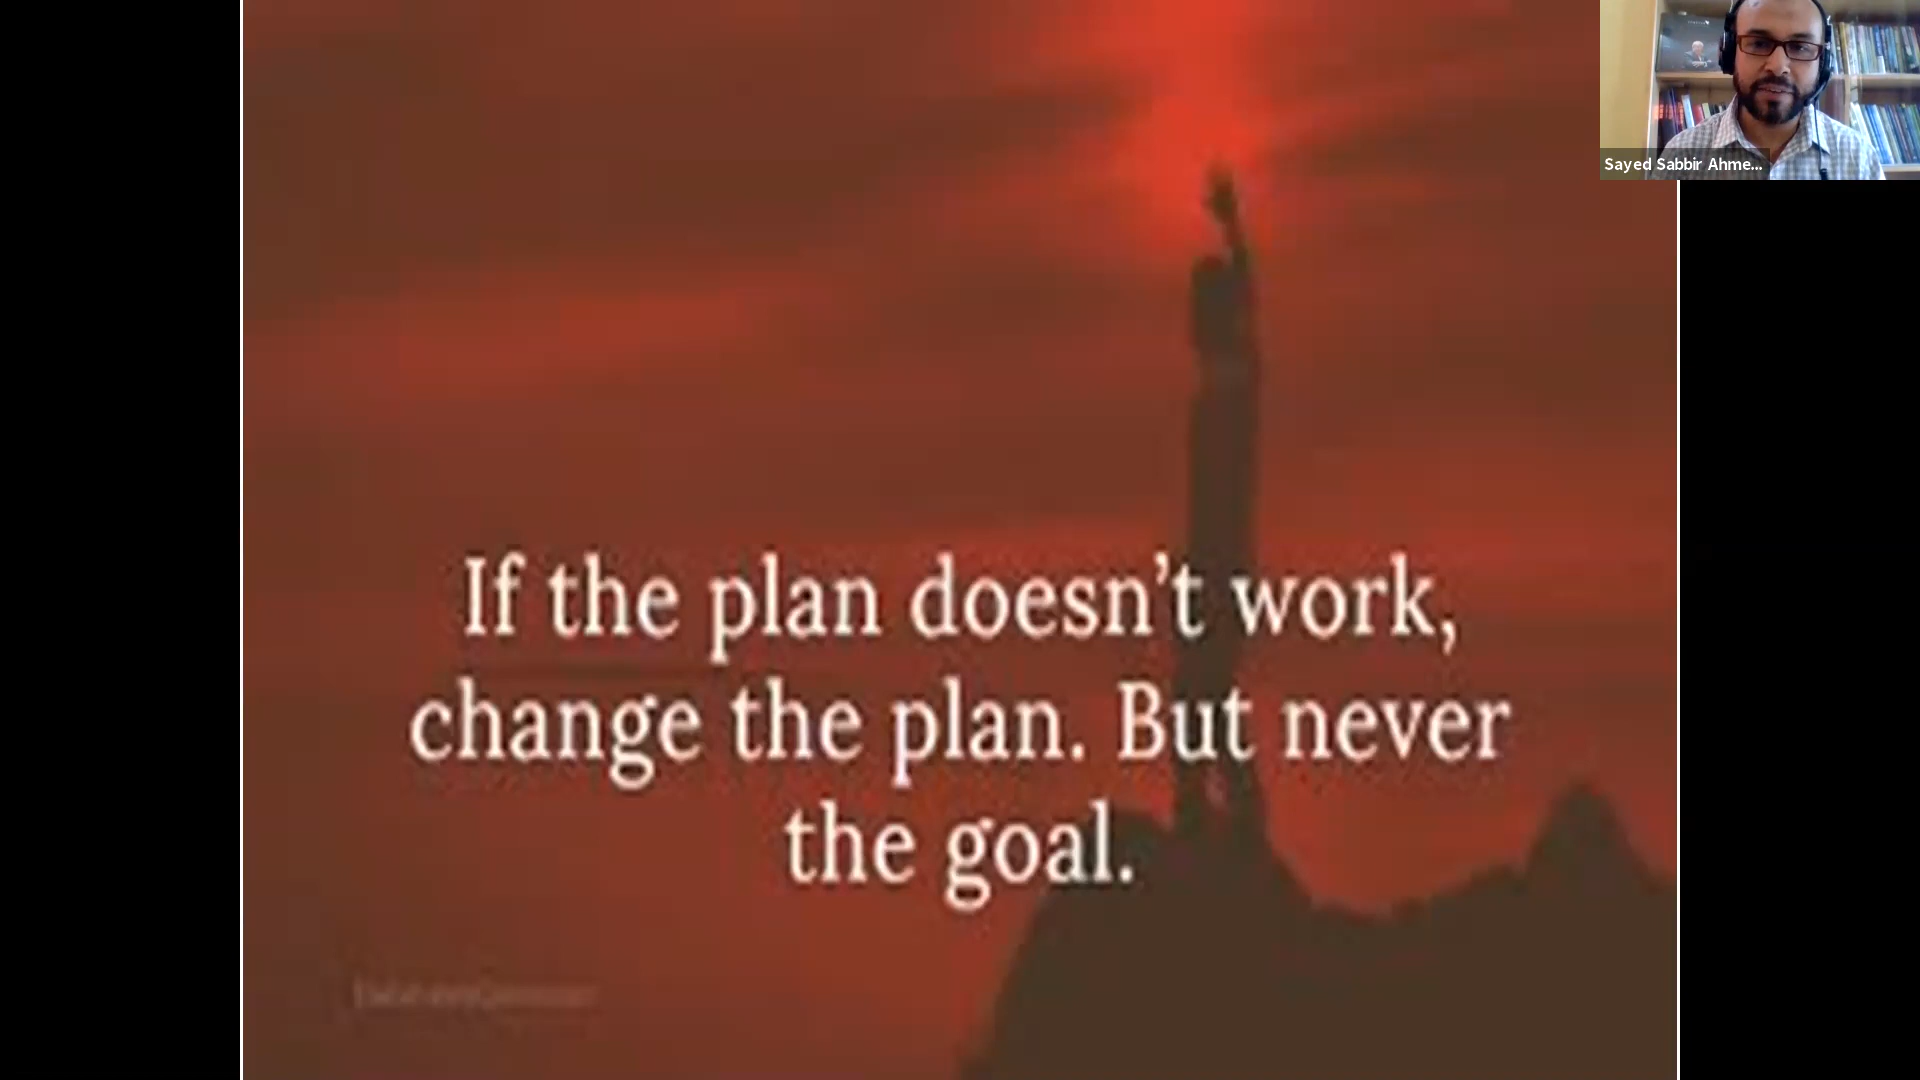 Sayed Sabbir Ahme...
If the plan doesn't work,
change the plan. But never
the goal.